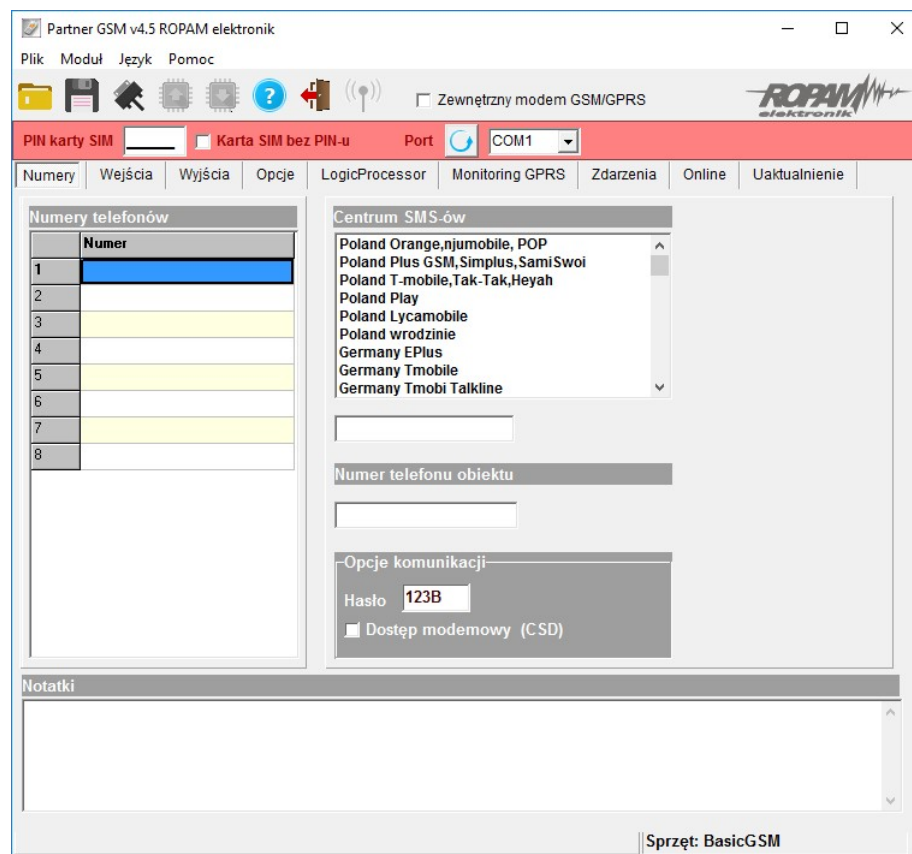 Partner GSM v4.5 ROPAM elektronik
Plik Moduł Język Pomoc
Zewnętrzny modem GSM/GPRS
ROPAM
elektronik
PIN karty SIM Karta SIM bez PIN-u Port COM1
Numery Wejścia Wyjścia Opcje LogicProcessor Monitoring GPRS Zdarzenia Online Uaktualnienie
Numery telefonów
Numer
1
2
3
4
5
6
7
8
Centrum SMS-ów
Poland Orange,njumobile, POP
Poland Plus GSM,Simplus,SamiSwoi
Poland T-mobile,Tak-Tak,Heyah
Poland Play
Poland Lycamobile
Poland wrodzinie
Germany EPlus
Germany Tmobile
Germany Tmobi Talkline
Numer telefonu obiektu
Opcje komunikacji
Hasło 123B
Dostęp modemowy (CSD)
Notatki
Sprzęt: BasicGSM